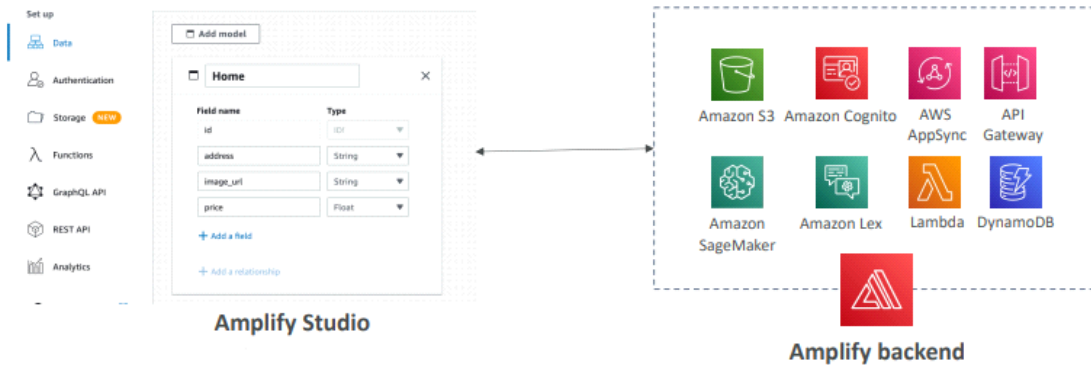 Set up
Data
Authentication
Storage NEW
Functions
GraphQL API
REST API
Analytics
Add model
Home
Field name Type
id ID!
address String
image_url String
price Float
+ Add a field
+ Add a relationship
Amplify Studio
Amazon S3 Amazon Cognito AWS API
AppSync Gateway
Amazon Amazon Lex Lambda DynamoDB
SageMaker
Amplify backend